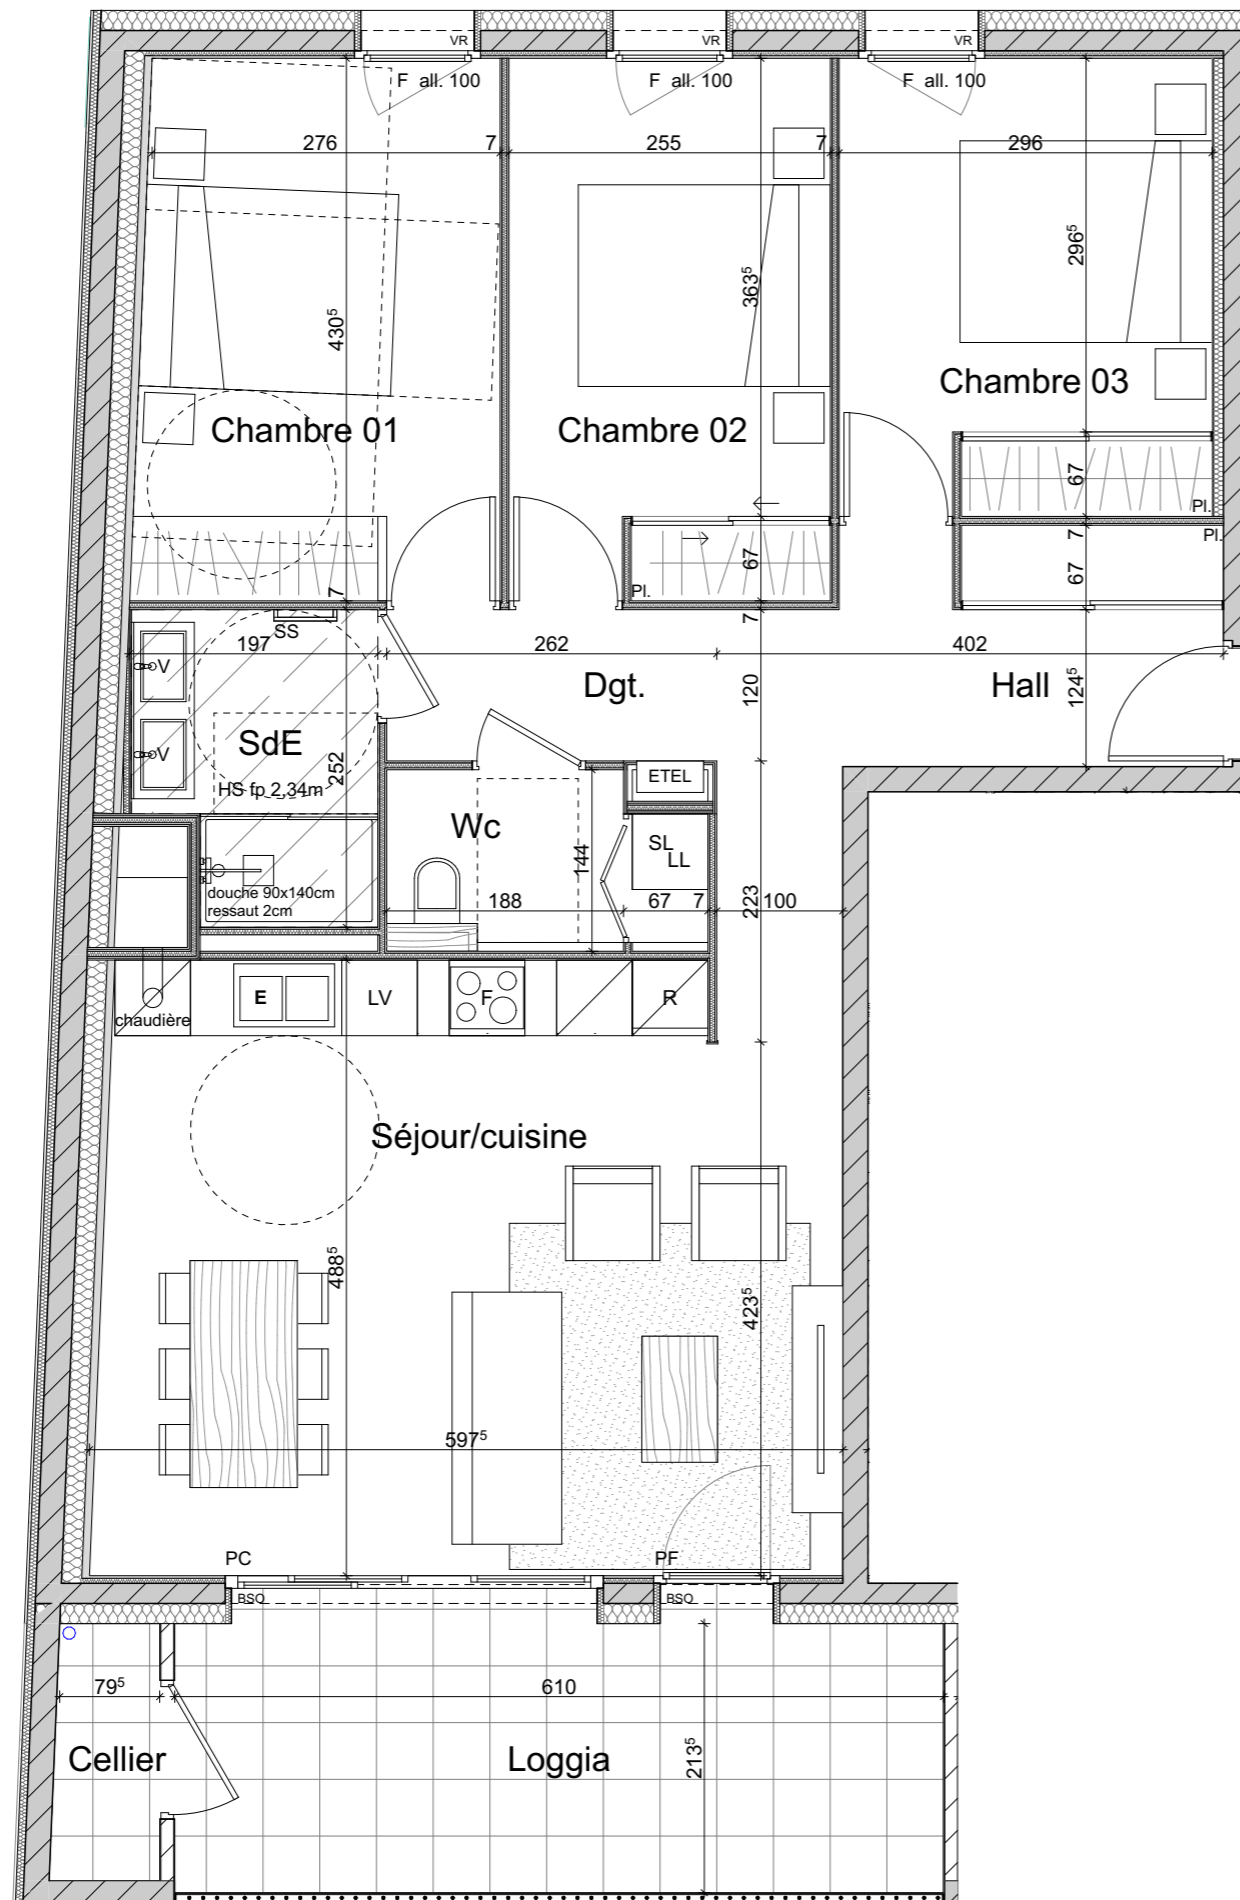 VR VR VR
F all. 100 F all. 100 F all. 100
276 7 255 7 296
430⁵ 363⁵ 296⁵
Chambre 01 Chambre 02 Chambre 03
67
Pl.
7 67 7
Pl. Pl.
67
SS 7
197 262 402
V
Dgt. 120 Hall 124⁵
SdE
V
252
HS fp 2,34m
ETEL
Wc
SL
LL
144
douche 90x140cm
ressaut 2cm
188 67 7 223 100
E LV F R
chaudière
Séjour/cuisine
488⁵ 423⁵
597⁵
PC PF
BSO BSO
79⁵ 610
213⁵
Cellier Loggia